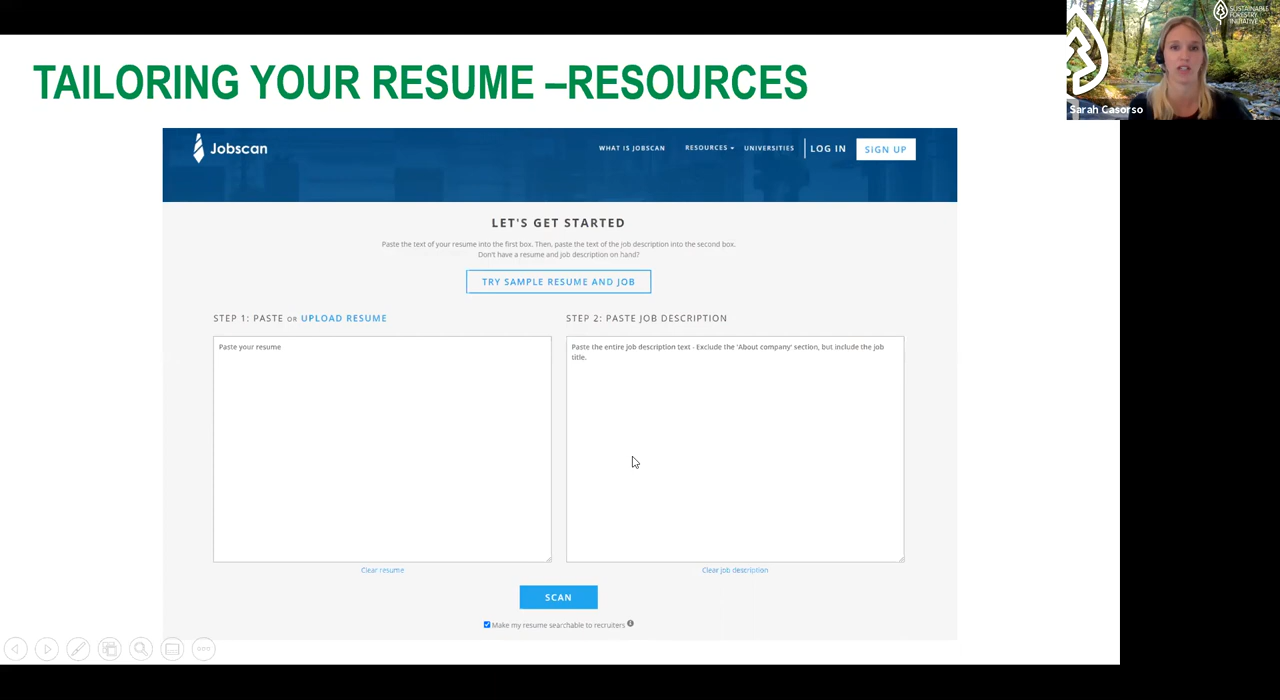 SUSTAINABLE
FORESTRY
INITIATIVE
Sarah Casorso
TAILORING YOUR RESUME –RESOURCES
Jobscan
WHAT IS JOBSCAN RESOURCES UNIVERSITIES LOG IN SIGN UP
LET'S GET STARTED
Paste the text of your resume into the first box. Then, paste the text of the job description into the second box.
Don't have a resume and job description on hand?
TRY SAMPLE RESUME AND JOB
STEP 1: PASTE OR UPLOAD RESUME
Paste your resume
Clear resume
STEP 2: PASTE JOB DESCRIPTION
Paste the entire job description text - Exclude the 'About company' section, but include the job
title.
Clear job description
SCAN
Make my resume searchable to recruiters